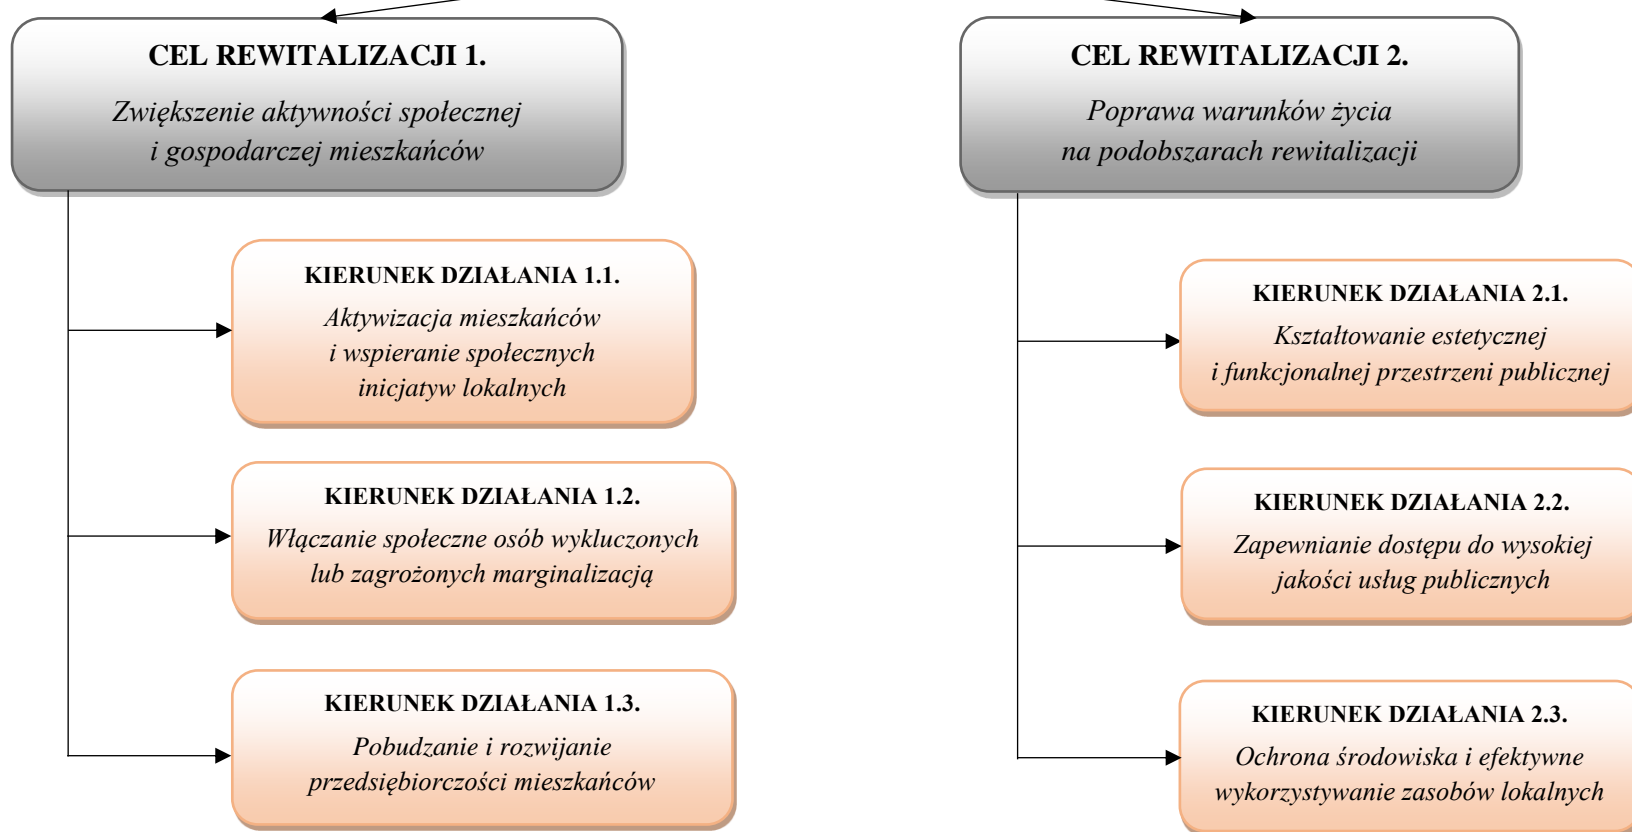 CEL REWITALIZACJI 1.
Zwiększenie aktywności społecznej
i gospodarczej mieszkańców
KIERUNEK DZIAŁANIA 1.1.
Aktywizacja mieszkańców
i wspieranie społecznych
inicjatyw lokalnych
KIERUNEK DZIAŁANIA 1.2.
Włączanie społeczne osób wykluczonych
lub zagrożonych marginalizacją
KIERUNEK DZIAŁANIA 1.3.
Pobudzanie i rozwijanie
przedsiębiorczości mieszkańców
CEL REWITALIZACJI 2.
Poprawa warunków życia
na podobszarach rewitalizacji
KIERUNEK DZIAŁANIA 2.1.
Kształtowanie estetycznej
i funkcjonalnej przestrzeni publicznej
KIERUNEK DZIAŁANIA 2.2.
Zapewnianie dostępu do wysokiej
jakości usług publicznych
KIERUNEK DZIAŁANIA 2.3.
Ochrona środowiska i efektywne
wykorzystywanie zasobów lokalnych